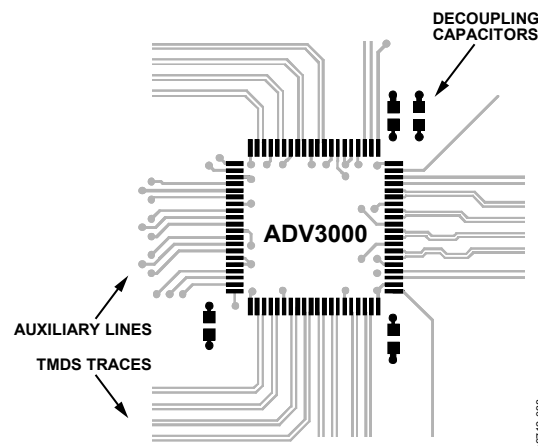 DECOUPLING
CAPACITORS
ADV3000
AUXILIARY LINES
TMDS TRACES